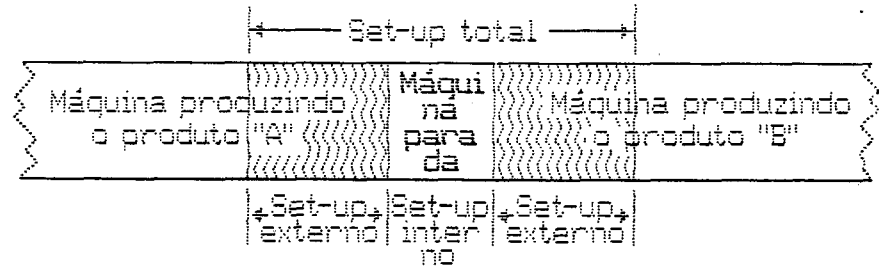 Set-up total
Máquina produzindo
o produto "A"
Máqui
na
para
da
Máquina produzindo
o produto "B"
Set-up
externo
Set-up
inter
no
Set-up
externo